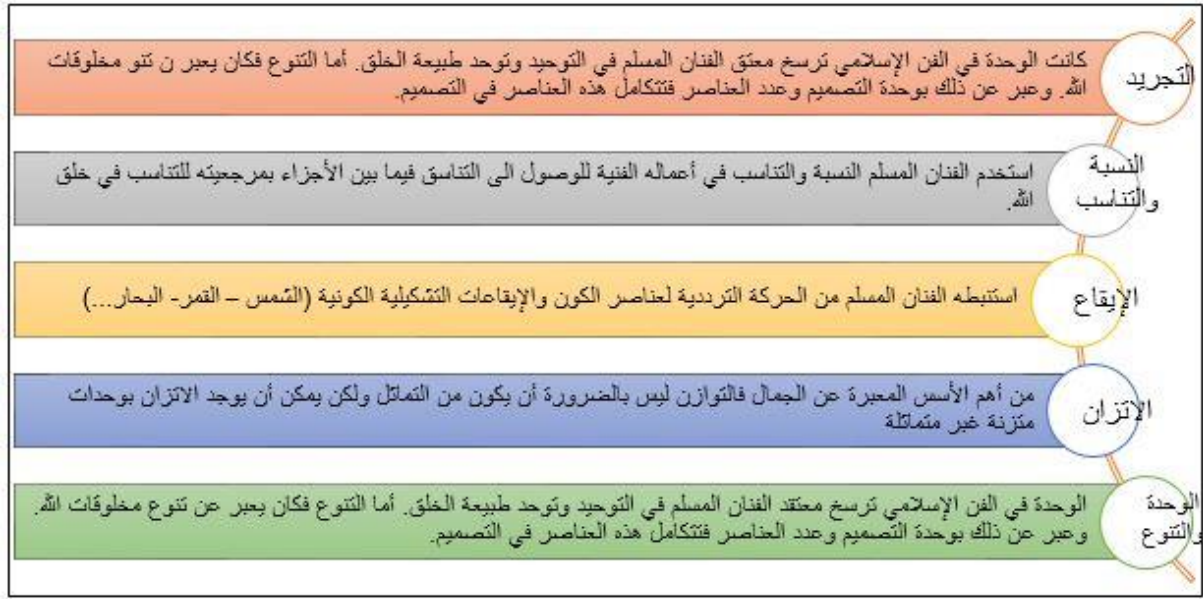 التجريد
كانت الوحدة في الفن الإسلامي ترسخ معتق الفنان المسلم في التوحيد وتوحد طبيعة الخلق. أما التنوع فكان يعبر ن تنو مخلوقات
الله. وعبر عن ذلك بوحدة التصميم وعدد العناصر فتتكامل هذه العناصر في التصميم.
النسبة
والتناسب
استخدم الفنان المسلم النسبة والتناسب في أعماله الفنية للوصول الى التناسق فيما بين الأجزاء بمرجعيته للتناسب في خلق
الله.
الإيقاع
استنبطه الفنان المسلم من الحركة الترددية لعناصر الكون والإيقاعات التشكيلية الكونية (الشمس – القمر- البحار...)
الاتزان
من أهم الأسس المعبرة عن الجمال فالتوازن ليس بالضرورة أن يكون من التماثل ولكن يمكن أن يوجد الاتزان بوحدات
متزنة غبر متماثلة
الوحدة
والتنوع
الوحدة في الفن الإسلامي ترسخ معتقد الفنان المسلم في التوحيد وتوحد طبيعة الخلق. أما التنوع فكان يعبر عن تنوع مخلوقات الله.
وعبر عن ذلك بوحدة التصميم وعدد العناصر فتتكامل هذه العناصر في التصميم.